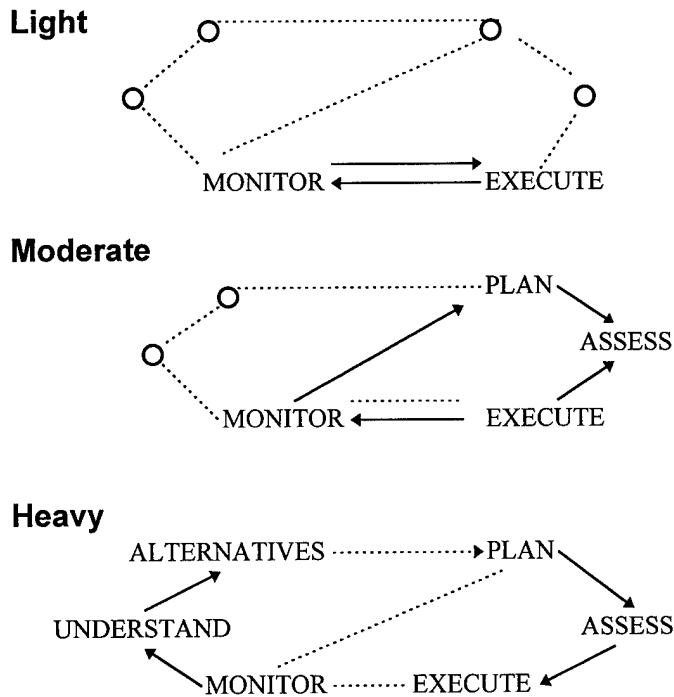 Light
MONITOR EXECUTE
Moderate
PLAN
ASSESS
MONITOR EXECUTE
Heavy
ALTERNATIVES PLAN
UNDERSTAND ASSESS
MONITOR EXECUTE